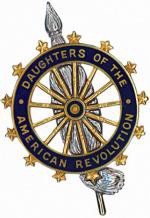 DAUGHTERS OF THE
AMERICAN REVOLUTION